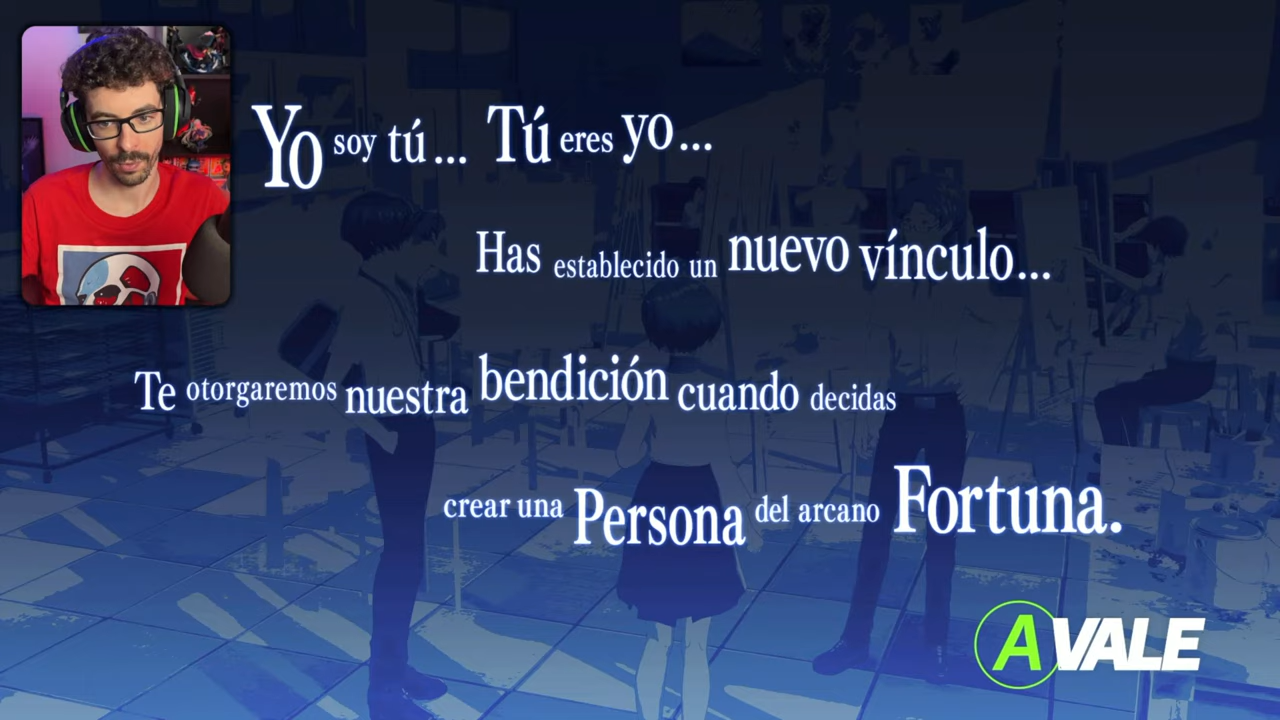 Yo soy tú... Tú eres yo...
Has establecido un nuevo vínculo...
Te otorgaremos nuestra bendición cuando decidas
crear una Persona del arcano Fortuna.
A VALE